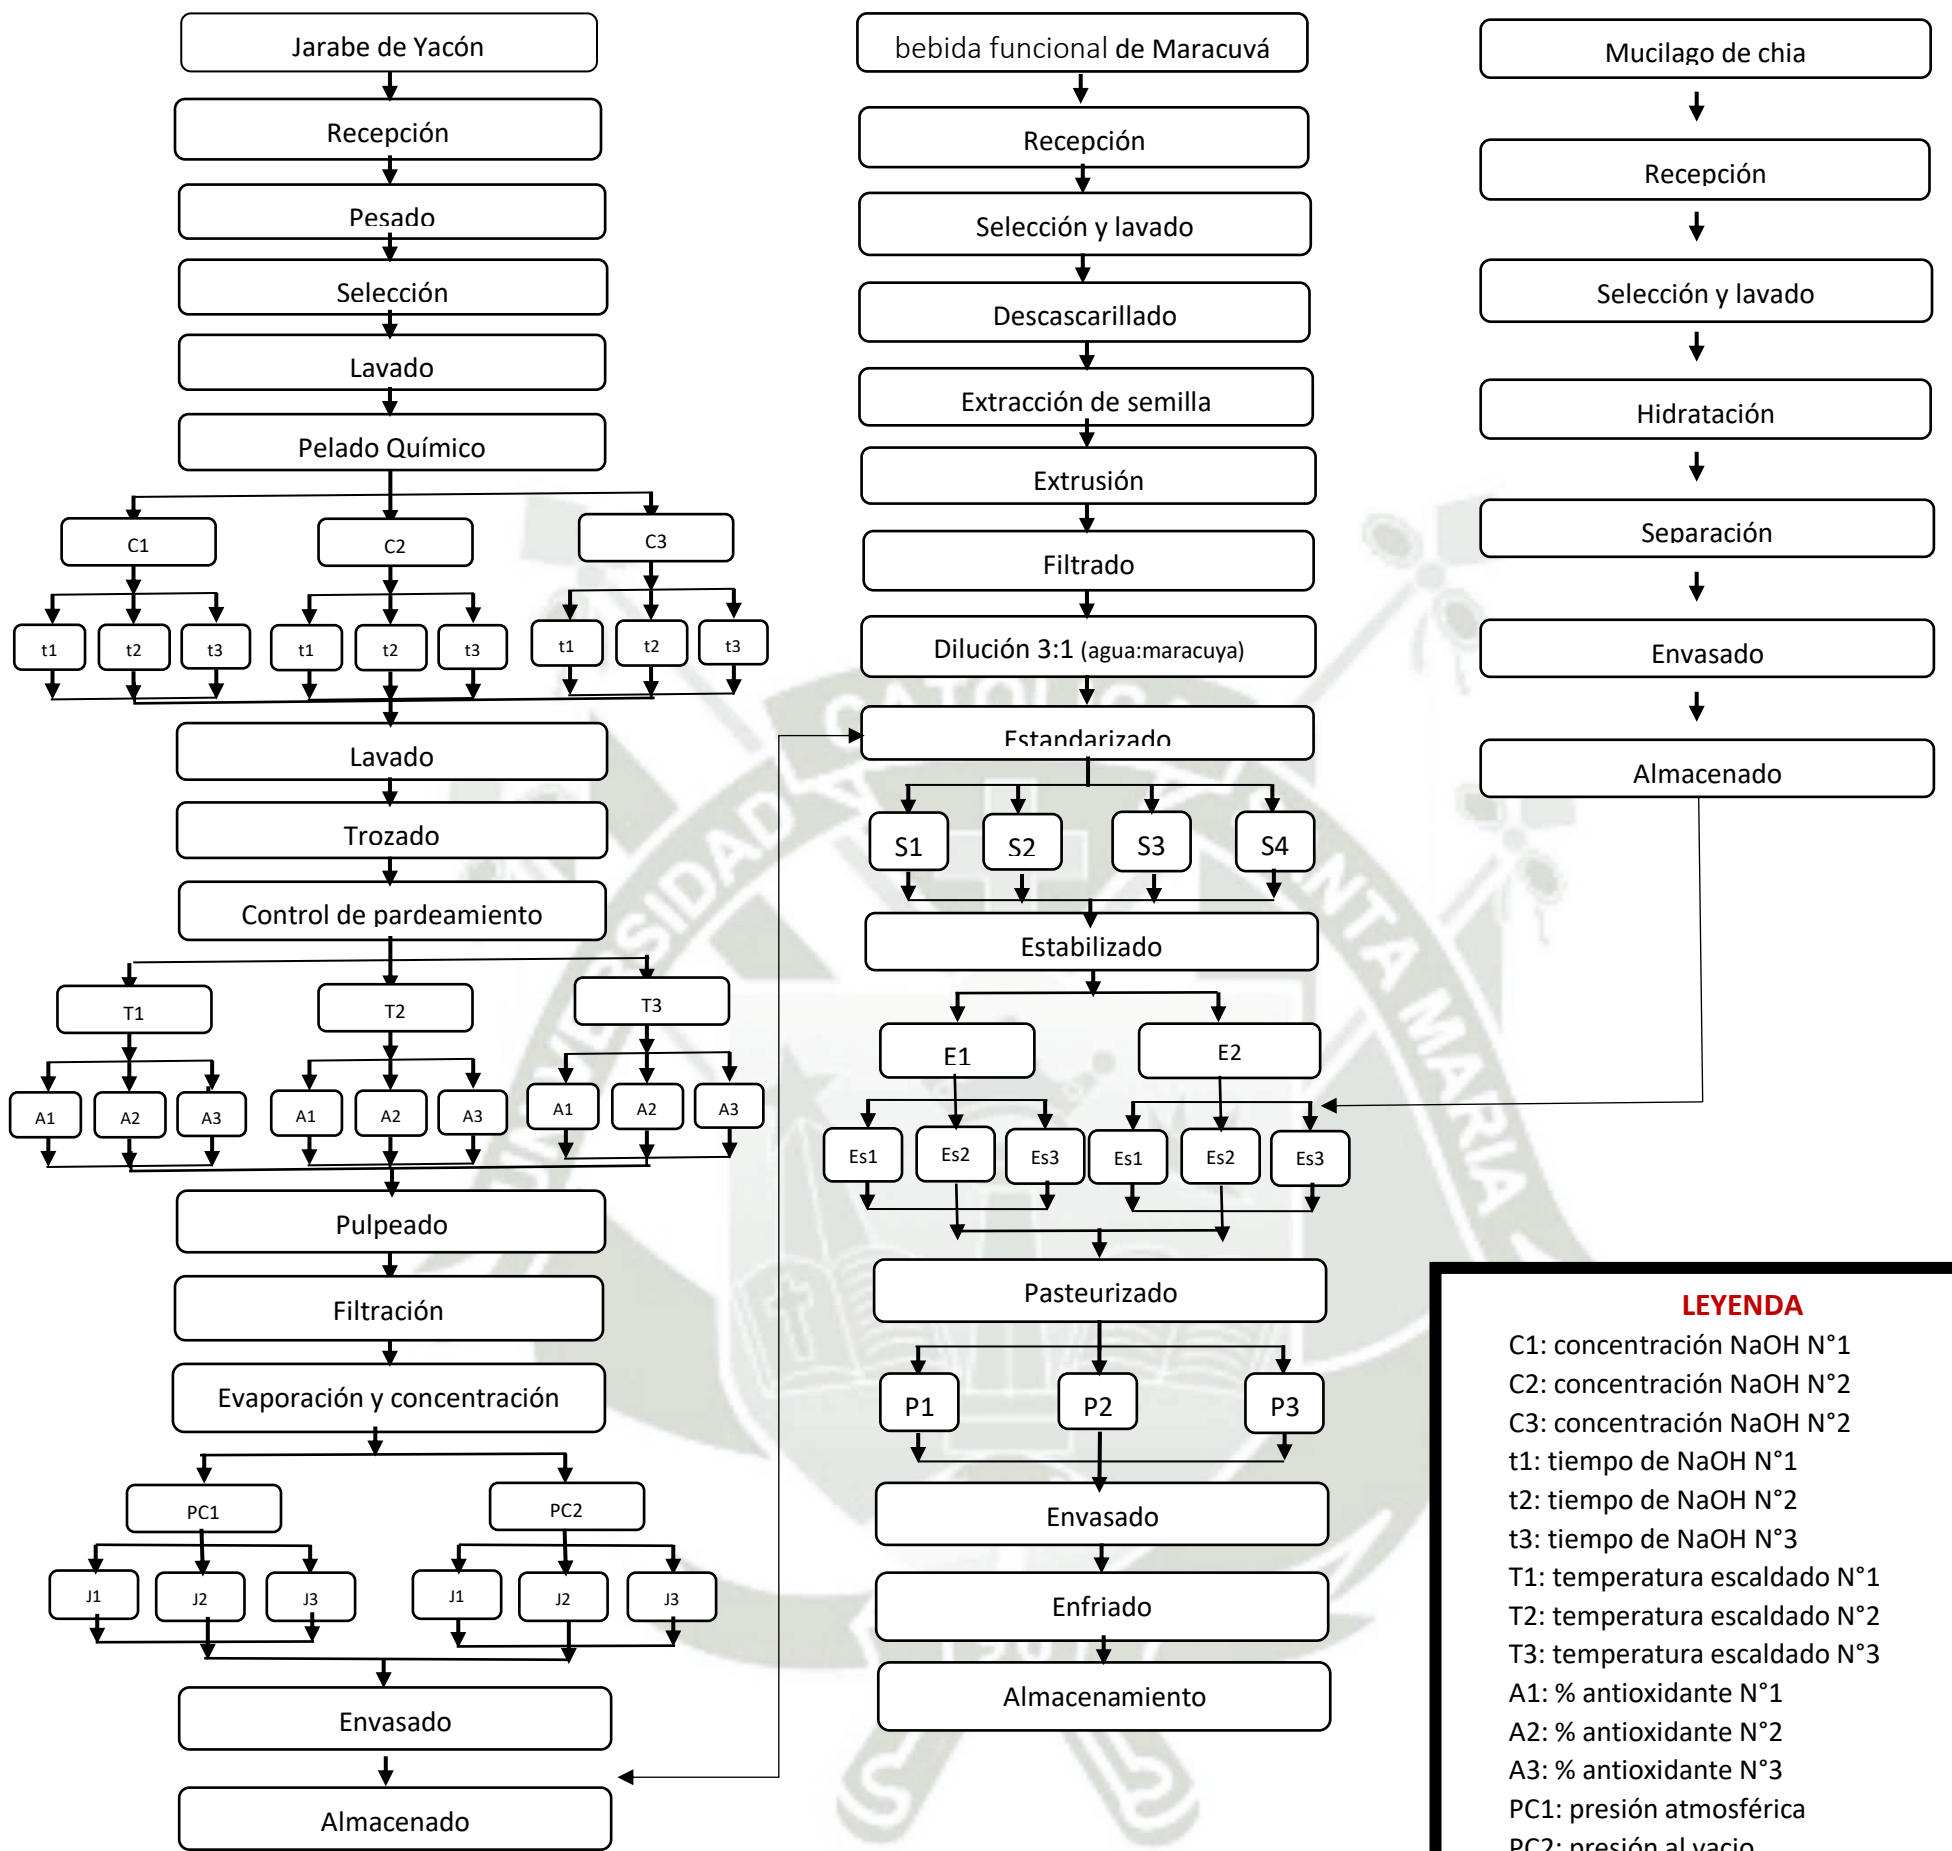 Jarabe de Yacón
Recepción
Pesado
Selección
Lavado
Pelado Químico
C1
C2
C3
t1
t2
t3
t1
t2
t3
t1
t2
t3
Lavado
Trozado
Control de pardeamiento
T1
T2
T3
A1
A2
A3
A1
A2
A3
A1
A2
A3
Pulpeado
Filtración
Evaporación y concentración
PC1
PC2
J1
J2
J3
J1
J2
J3
Envasado
Almacenado
bebida funcional de Maracuvá
Recepción
Selección y lavado
Descascarillado
Extracción de semilla
Extrusión
Filtrado
Dilución 3:1 (agua:maracuya)
Estandarizado
S1
S2
S3
S4
Estabilizado
E1
E2
Es1
Es2
Es3
Es1
Es2
Es3
Pasteurizado
P1
P2
P3
Envasado
Enfriado
Almacenamiento
Mucilago de chia
Recepción
Selección y lavado
Hidratación
Separación
Envasado
Almacenado
LEYENDA
C1: concentración NaOH N°1
C2: concentración NaOH N°2
C3: concentración NaOH N°2
t1: tiempo de NaOH N°1
t2: tiempo de NaOH N°2
t3: tiempo de NaOH N°3
T1: temperatura escaldado N°1
T2: temperatura escaldado N°2
T3: temperatura escaldado N°3
A1: % antioxidante N°1
A2: % antioxidante N°2
A3: % antioxidante N°3
PC1: presión atmosférica
PC2: presión al vacio
UNIVERSIDAD CATOLICA SANTA MARIA